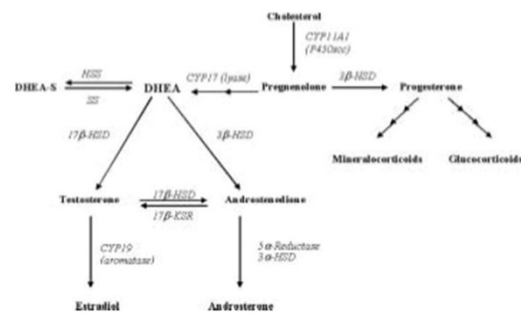 Cholesterol
CYP11A1
(P450scc)
HSS
CYP17 (lyase)
3β-HSD
DHEA-S
DHEA
Pregnenolone
Progesterone
SS
17β-HSD
3β-HSD
Mineralocorticoids
Glucocorticoids
Testosterone
17β-HSD
Androstenedione
17β-KSR
CYP19
(aromatase)
5α-Reductase
3α-HSD
Estradiol
Androsterone